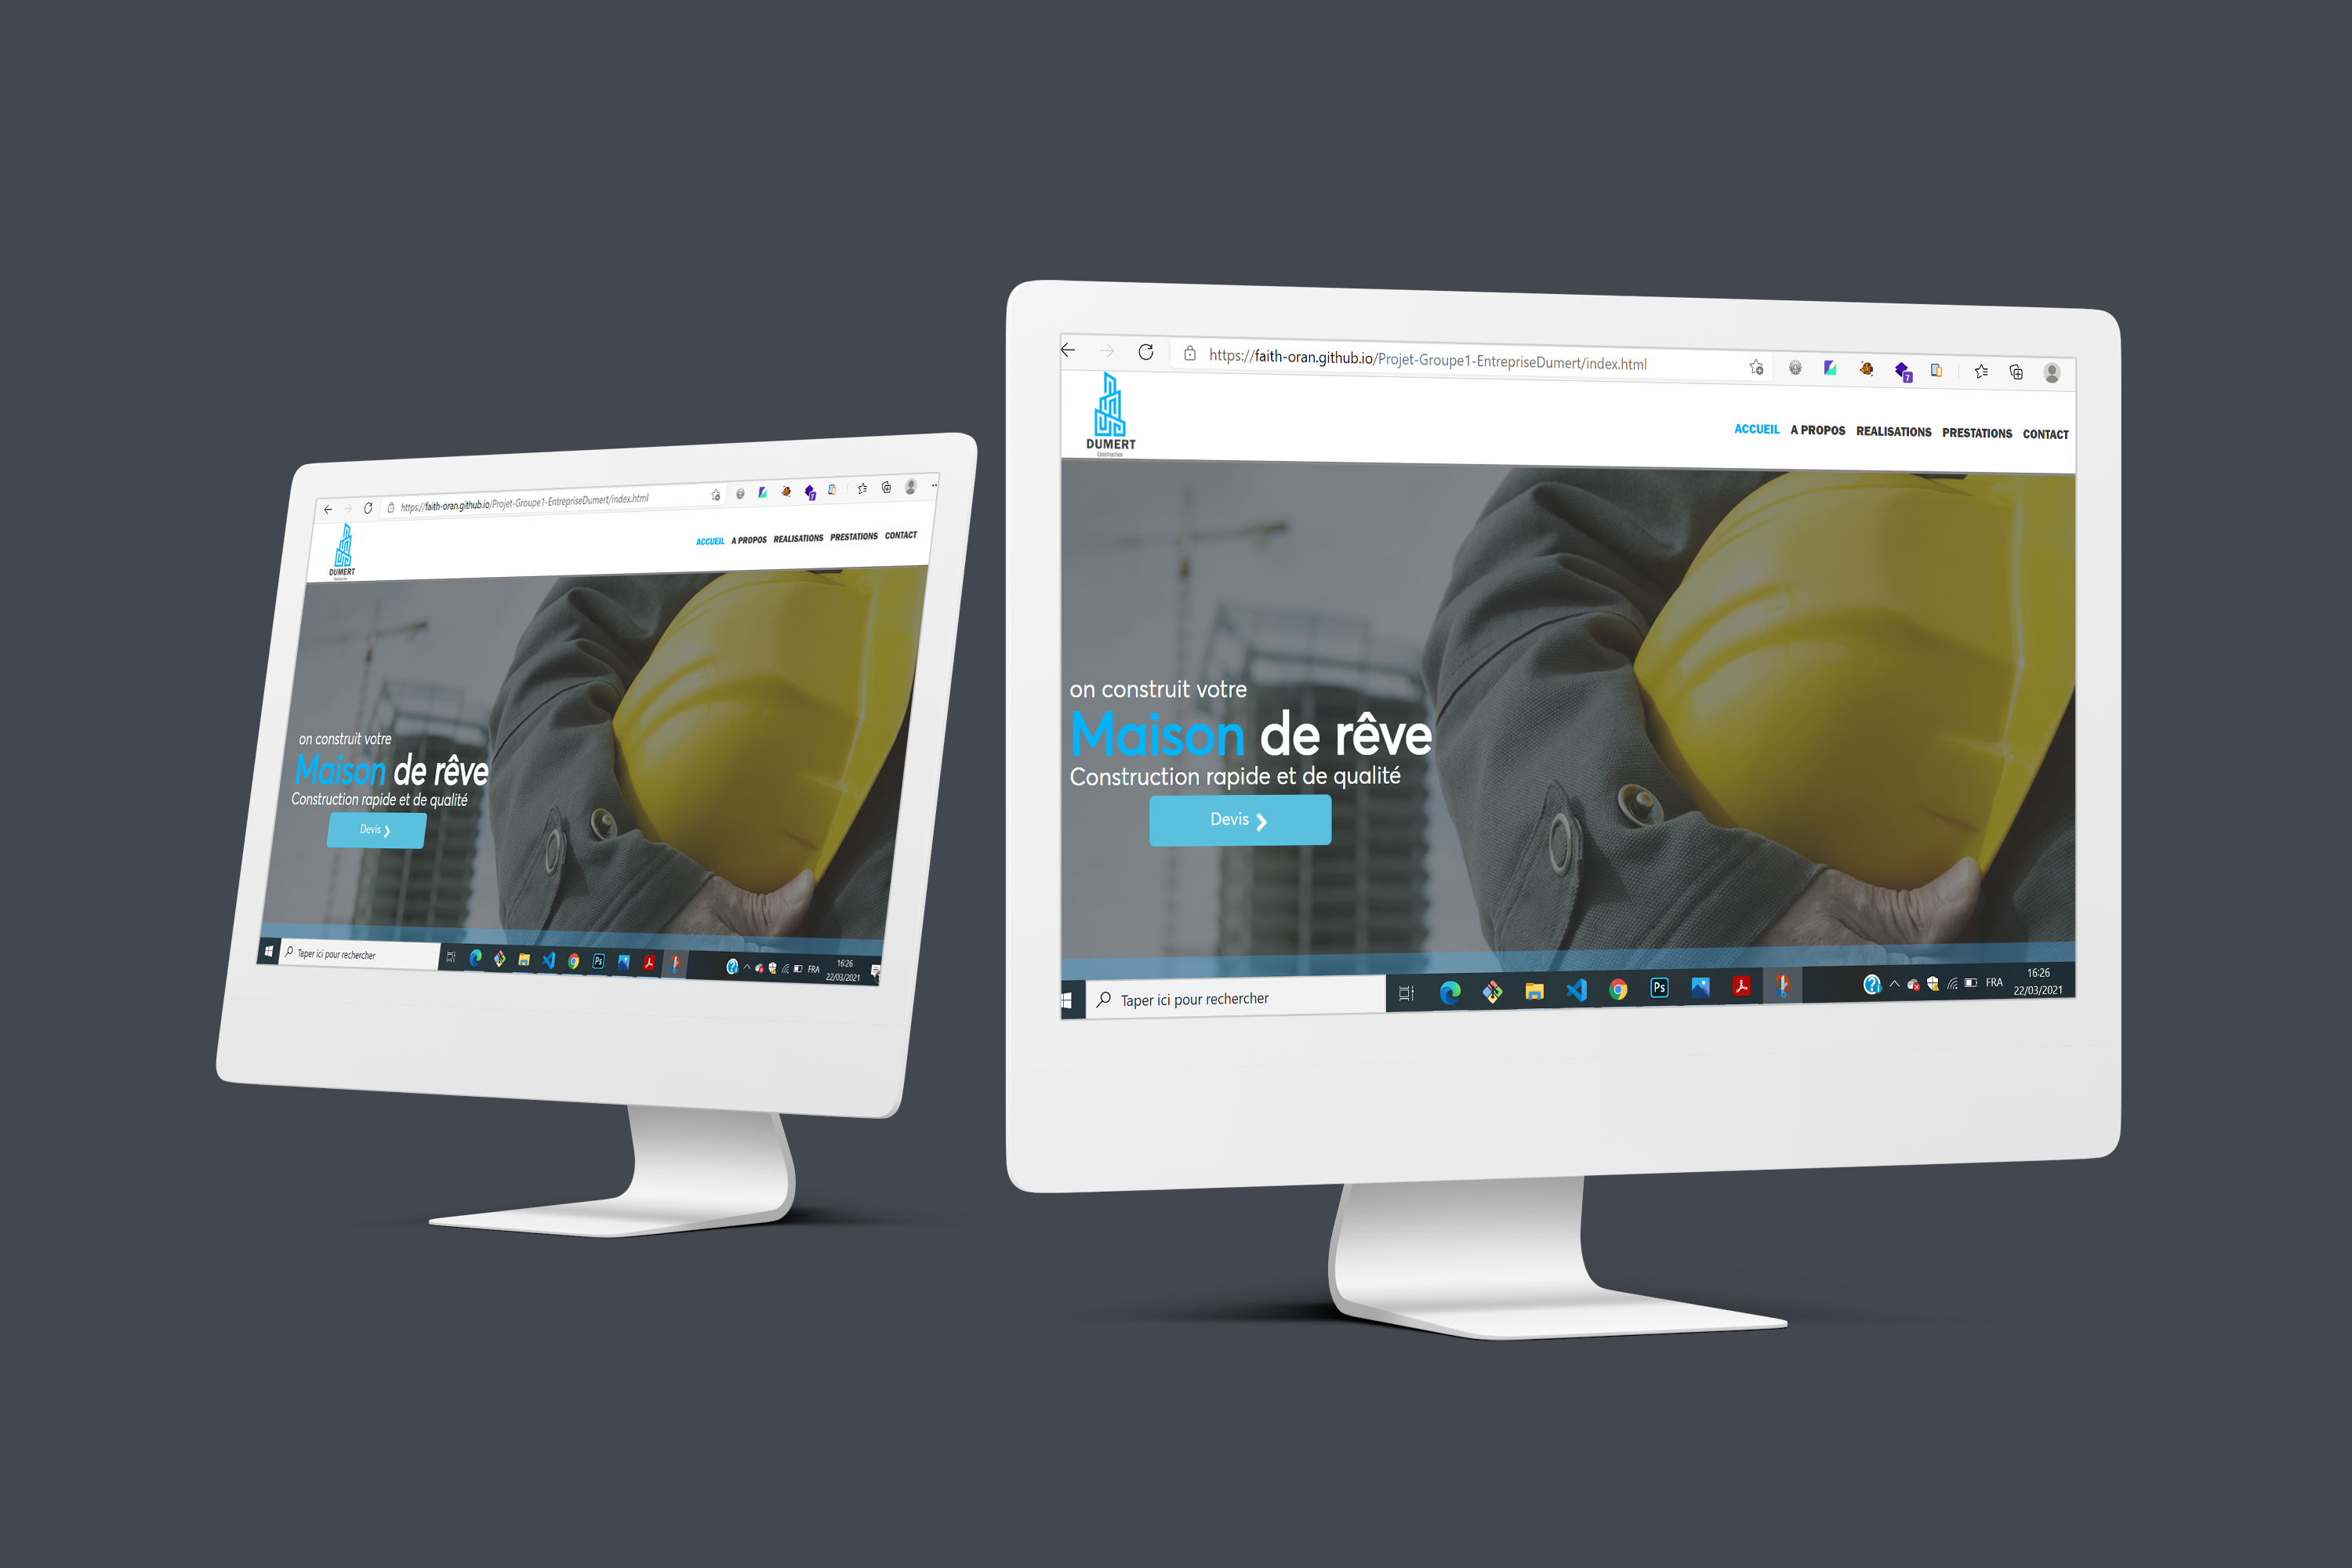 https://faith-oran.github.io/Projet-Groupe1-EntrepriseDumert/index.html
7
DUMERT
Construction
ACCUEIL A PROPOS REALISATIONS PRESTATIONS CONTACT
on construit votre
Maison de rêve
Construction rapide et de qualité
Devis
Taper ici pour rechercher
Ps
FRA
16:26
22/03/2021
https://faith-oran.github.io/Projet-Groupe1-EntrepriseDumert/index.html
7
DUMERT
Construction
ACCUEIL A PROPOS REALISATIONS PRESTATIONS CONTACT
on construit votre
Maison de rêve
Construction rapide et de qualité
Devis
Taper ici pour rechercher
Ps
FRA
16:26
22/03/2021